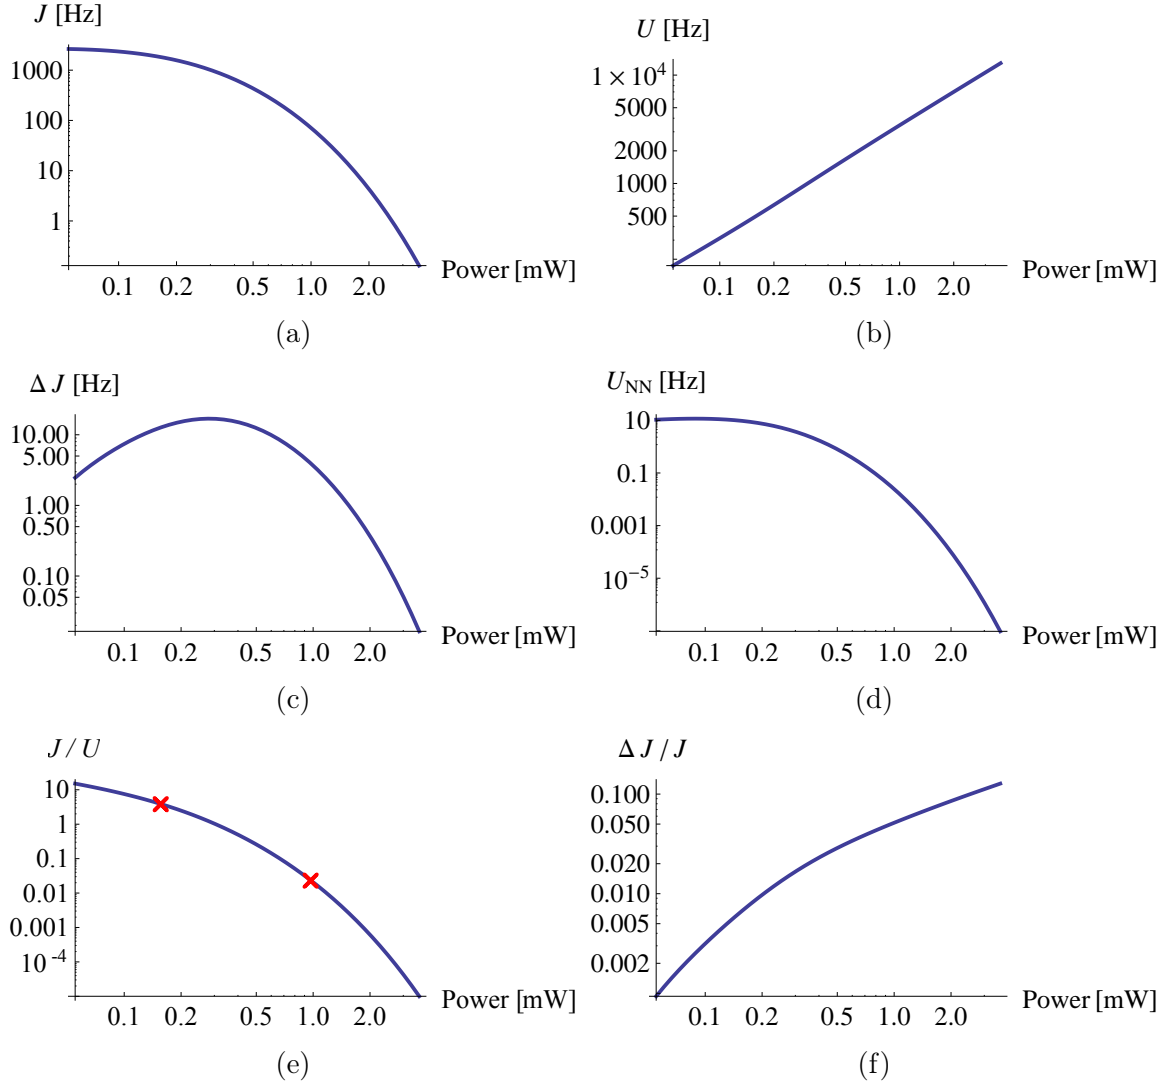 J [Hz]
1000
100
10
1
0.1 0.2 0.5 1.0 2.0
Power [mW]
(a)
U [Hz]
1 × 10⁴
5000
2000
1000
500
0.1 0.2 0.5 1.0 2.0
Power [mW]
(b)
Δ J [Hz]
10.00
5.00
1.00
0.50
0.10
0.05
0.1 0.2 0.5 1.0 2.0
Power [mW]
(c)
U_NN [Hz]
10
0.1
0.001
10⁻⁵
0.1 0.2 0.5 1.0 2.0
Power [mW]
(d)
J / U
10
1
0.1
0.01
0.001
10⁻⁴
0.1 0.2 0.5 1.0 2.0
Power [mW]
(e)
Δ J / J
0.100
0.050
0.020
0.010
0.005
0.002
0.1 0.2 0.5 1.0 2.0
Power [mW]
(f)